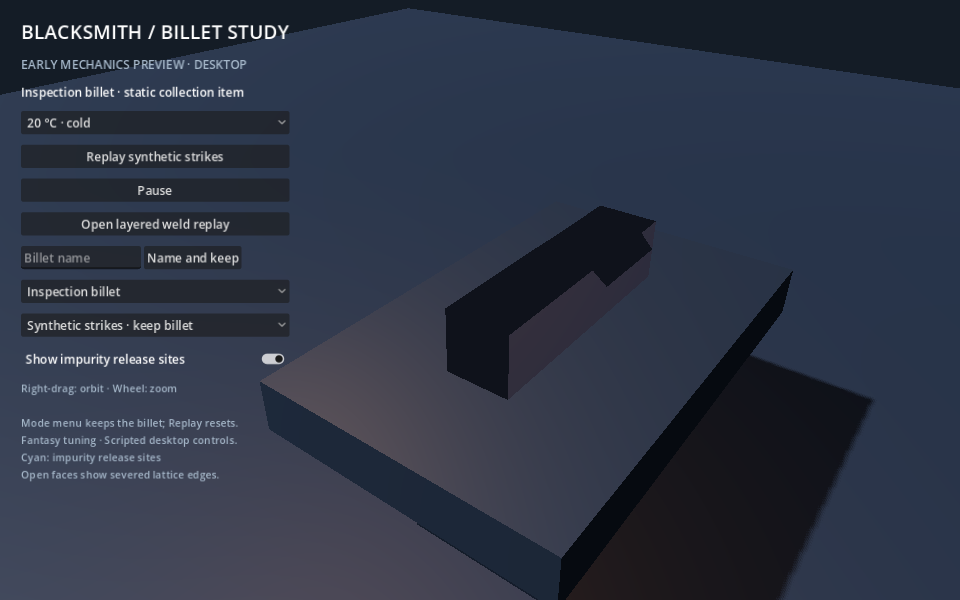 BLACKSMITH / BILLET STUDY
EARLY MECHANICS PREVIEW · DESKTOP
Inspection billet · static collection item
20 °C · cold
Replay synthetic strikes
Pause
Open layered weld replay
Billet name
Name and keep
Inspection billet
Synthetic strikes · keep billet
Show impurity release sites
Right-drag: orbit · Wheel: zoom
Mode menu keeps the billet; Replay resets.
Fantasy tuning · Scripted desktop controls.
Cyan: impurity release sites
Open faces show severed lattice edges.